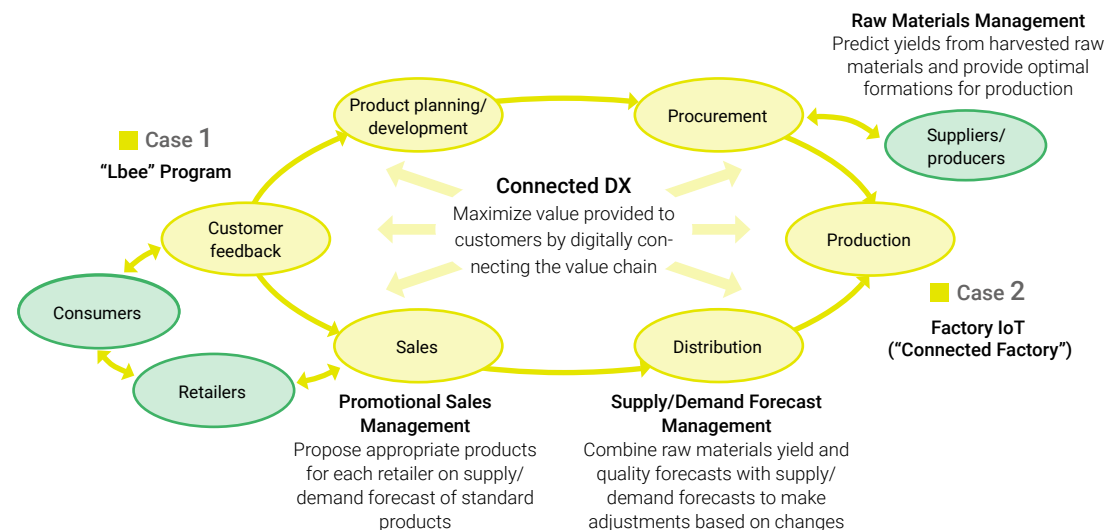 Raw Materials Management
Predict yields from harvested raw
materials and provide optimal
formations for production
Product planning/
development
Procurement
Suppliers/
producers
Case 1
“Lbee” Program
Connected DX
Maximize value provided to
customers by digitally con-
necting the value chain
Customer
feedback
Production
Consumers
Case 2
Factory IoT
(“Connected Factory”)
Sales
Distribution
Retailers
Promotional Sales
Management
Propose appropriate products
for each retailer on supply/
demand forecast of standard
products
Supply/Demand Forecast
Management
Combine raw materials yield and
quality forecasts with supply/
demand forecasts to make
adjustments based on changes